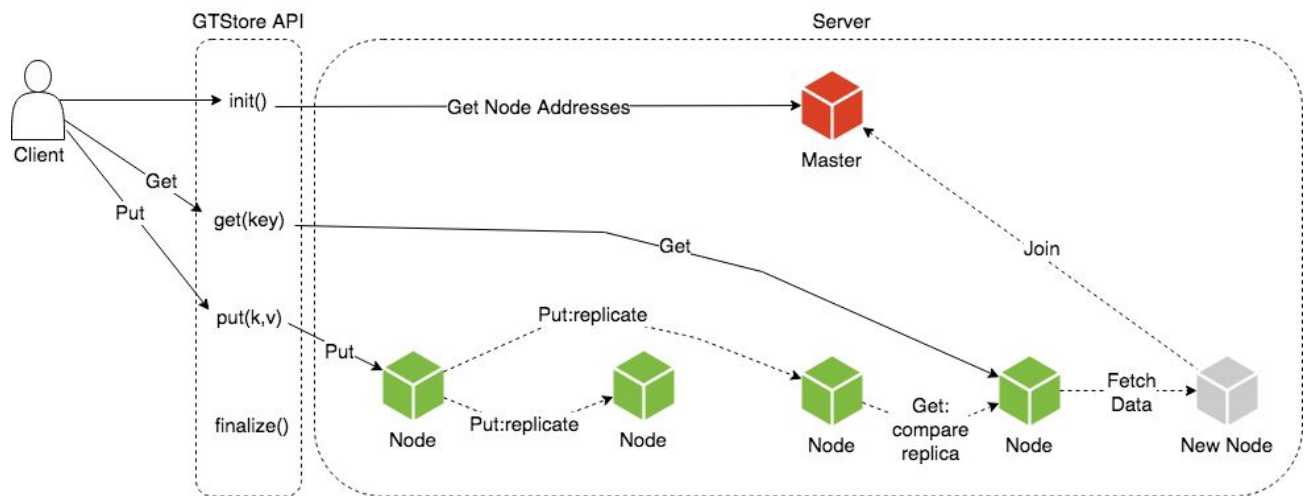 GTStore API
Server
Client
init()
Get Node Addresses
Master
Get
Put
get(key)
Get
Join
put(k,v)
Put
Put:replicate
Put:replicate
Get:
compare
replica
Fetch
Data
finalize()
Node
Node
Node
Node
New Node